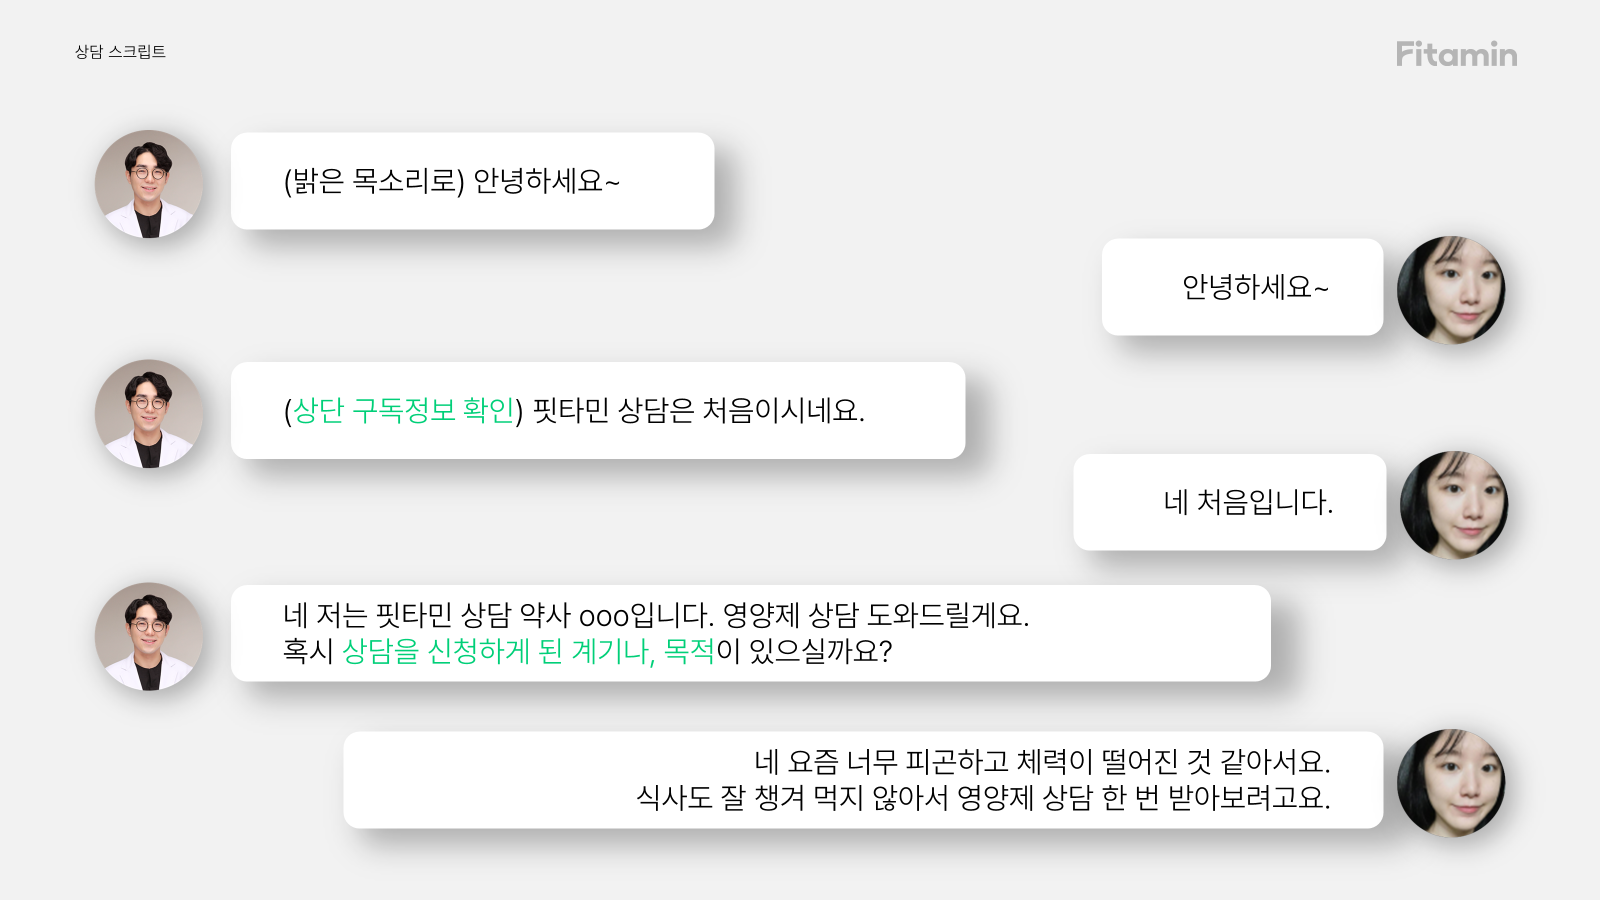 상담 스크립트
Fitamin
(밝은 목소리로) 안녕하세요~
안녕하세요~
(상단 구독정보 확인) 핏타민 상담은 처음이시네요.
네 처음입니다.
네 저는 핏타민 상담 약사 ooo입니다. 영양제 상담 도와드릴게요.
혹시 상담을 신청하게 된 계기나, 목적이 있으실까요?
네 요즘 너무 피곤하고 체력이 떨어진 것 같아서요.
식사도 잘 챙겨 먹지 않아서 영양제 상담 한 번 받아보려고요.